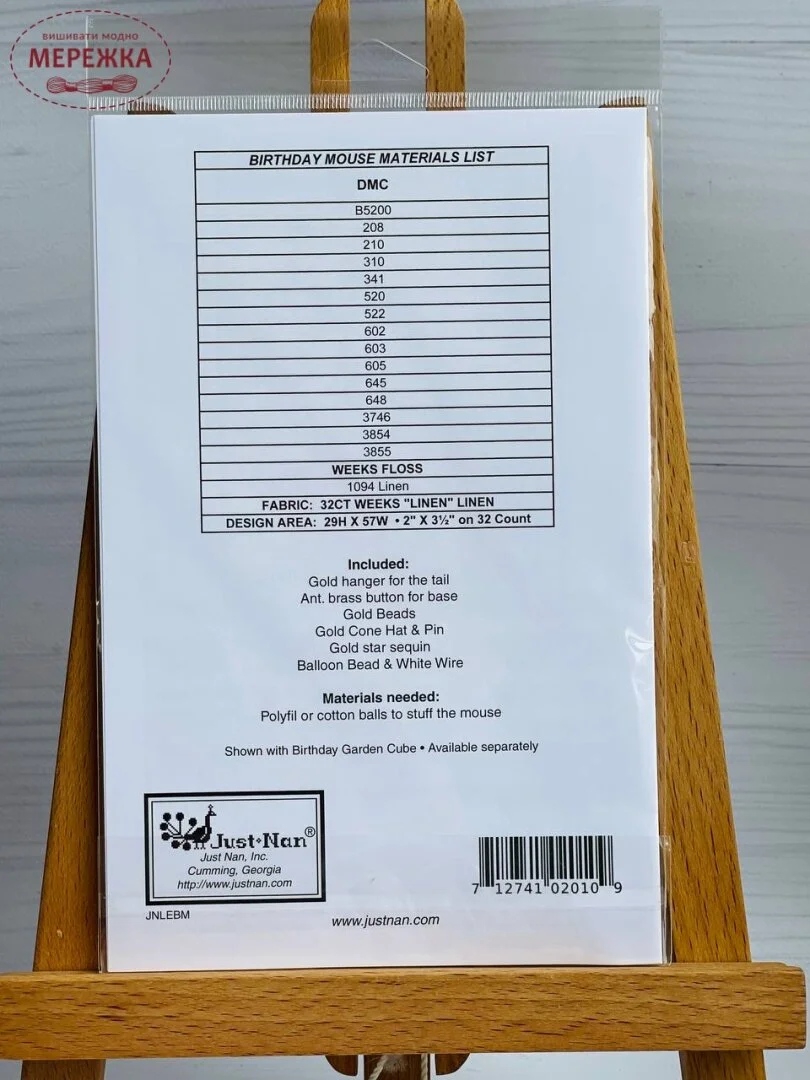 вишивати модно
МЕРЕЖКА
BIRTHDAY MOUSE MATERIALS LIST
DMC
B5200
208
210
310
341
520
522
602
603
605
645
648
3746
3854
3855
WEEKS FLOSS
1094 Linen
FABRIC: 32CT WEEKS "LINEN" LINEN
DESIGN AREA: 29H X 57W • 2" X 3½" on 32 Count
Included:
Gold hanger for the tail
Ant. brass button for base
Gold Beads
Gold Cone Hat & Pin
Gold star sequin
Balloon Bead & White Wire
Materials needed:
Polyfil or cotton balls to stuff the mouse
Shown with Birthday Garden Cube • Available separately
Just•Nan®
Just Nan, Inc.
Cumming, Georgia
http://www.justnan.com
JNLEBM
www.justnan.com
7 12741 02010 9